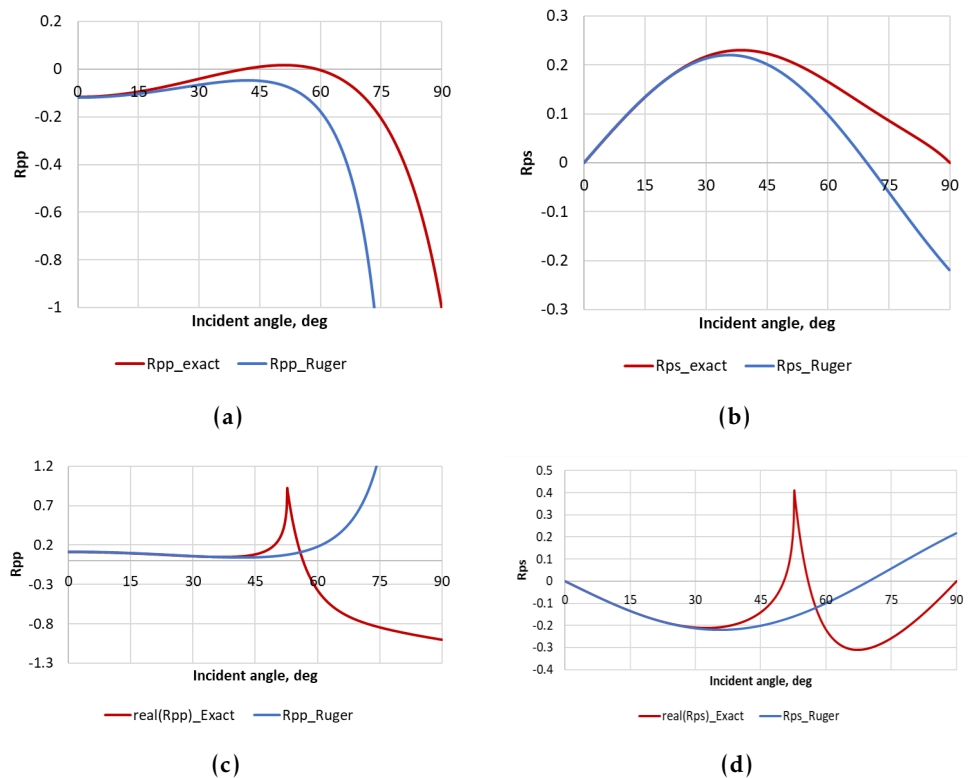 0.2
0
-0.2
-0.4
-0.6
-0.8
-1
Rpp
0 15 30 45 60 75 90
Incident angle, deg
Rpp_exact Rpp_Ruger
(a)
0.3
0.2
0.1
0
-0.1
-0.2
-0.3
Rps
0 15 30 45 60 75 90
Incident angle, deg
Rps_exact Rps_Ruger
(b)
1.2
0.7
0.2
-0.3
-0.8
-1.3
Rpp
0 15 30 45 60 75 90
Incident angle, deg
real(Rpp)_Exact Rpp_Ruger
(c)
0.5
0.4
0.3
0.2
0.1
0
-0.1
-0.2
-0.3
-0.4
Rps
0 15 30 45 60 75 90
Incident angle, deg
real(Rps)_Exact Rps_Ruger
(d)